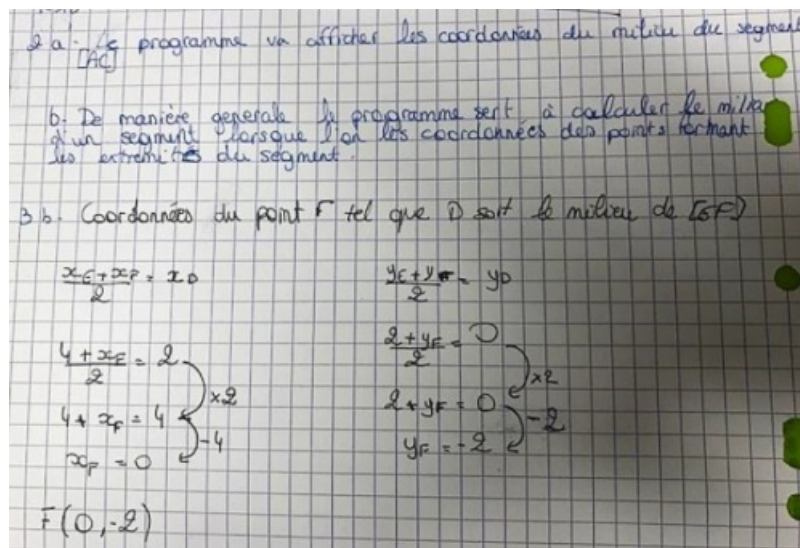 2 a. Le programme va afficher les coordonnées du milieu du segment
[AC]
b. De manière generale le programme sert à calculer le milieu
d'un segment lorsque l'on les coordonnées des points formant
les extremités du segment.
3 b. Coordonnées du point F tel que D soit le milieu de [EF]
(xE + xF)/2 = xD (yE + yF)/2 = yD
(4 + xF)/2 = 2 (2 + yF)/2 = 0
×2 ×2
4 + xF = 4 2 + yF = 0
-4 -2
xF = 0 yF = -2
F(0,-2)